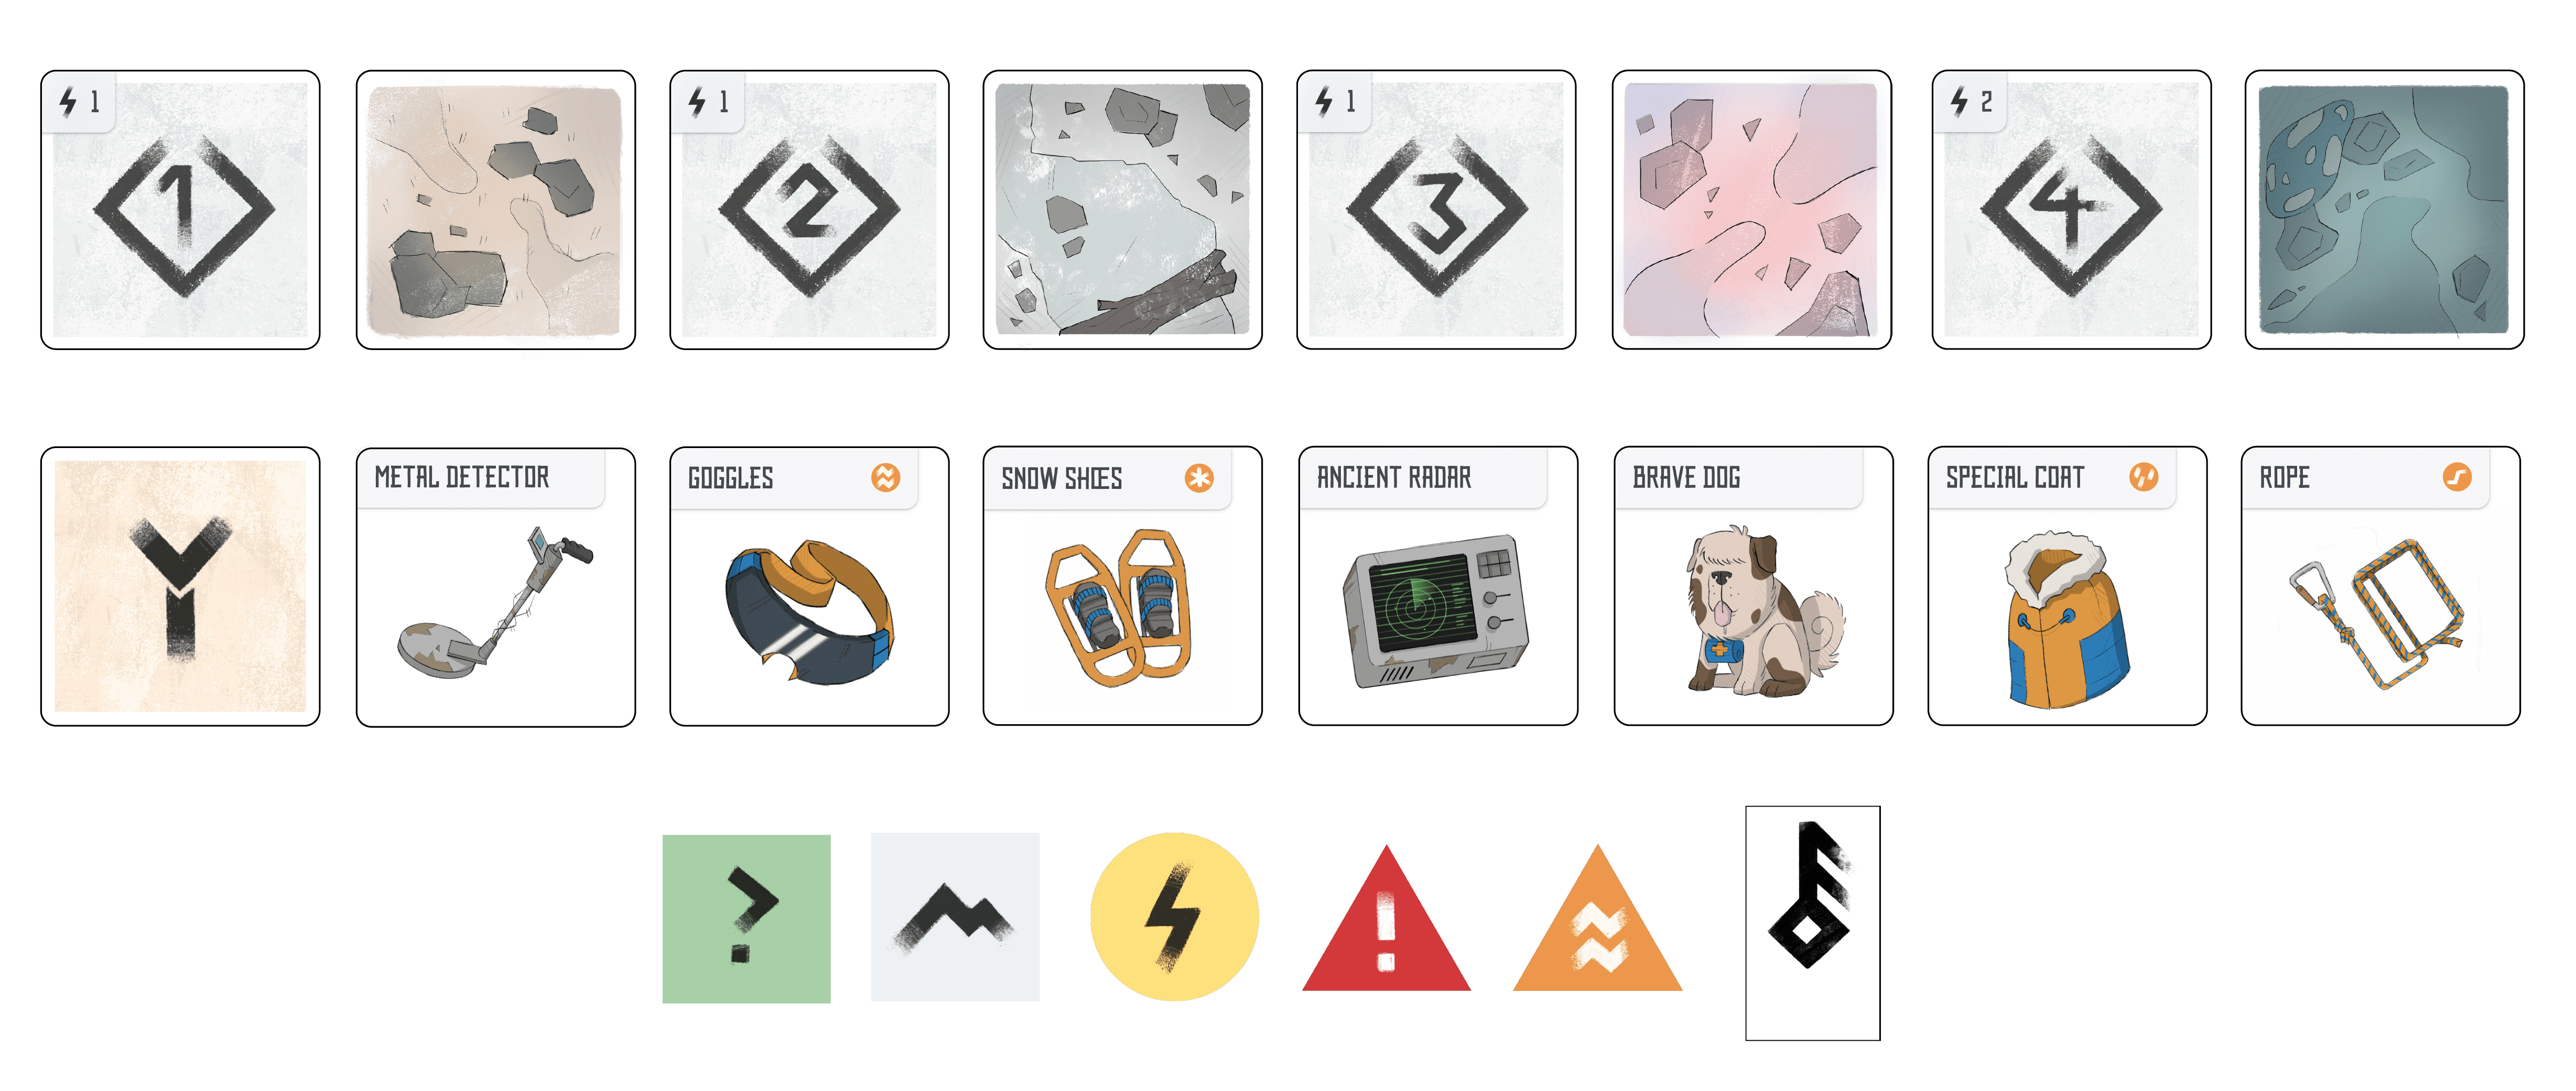 1
1
1
2
1
3
2
4
Y
METAL DETECTOR
GOGGLES
SNOW SHOES
ANCIENT RADAR
BRAVE DOG
SPECIAL COAT
ROPE
?
!